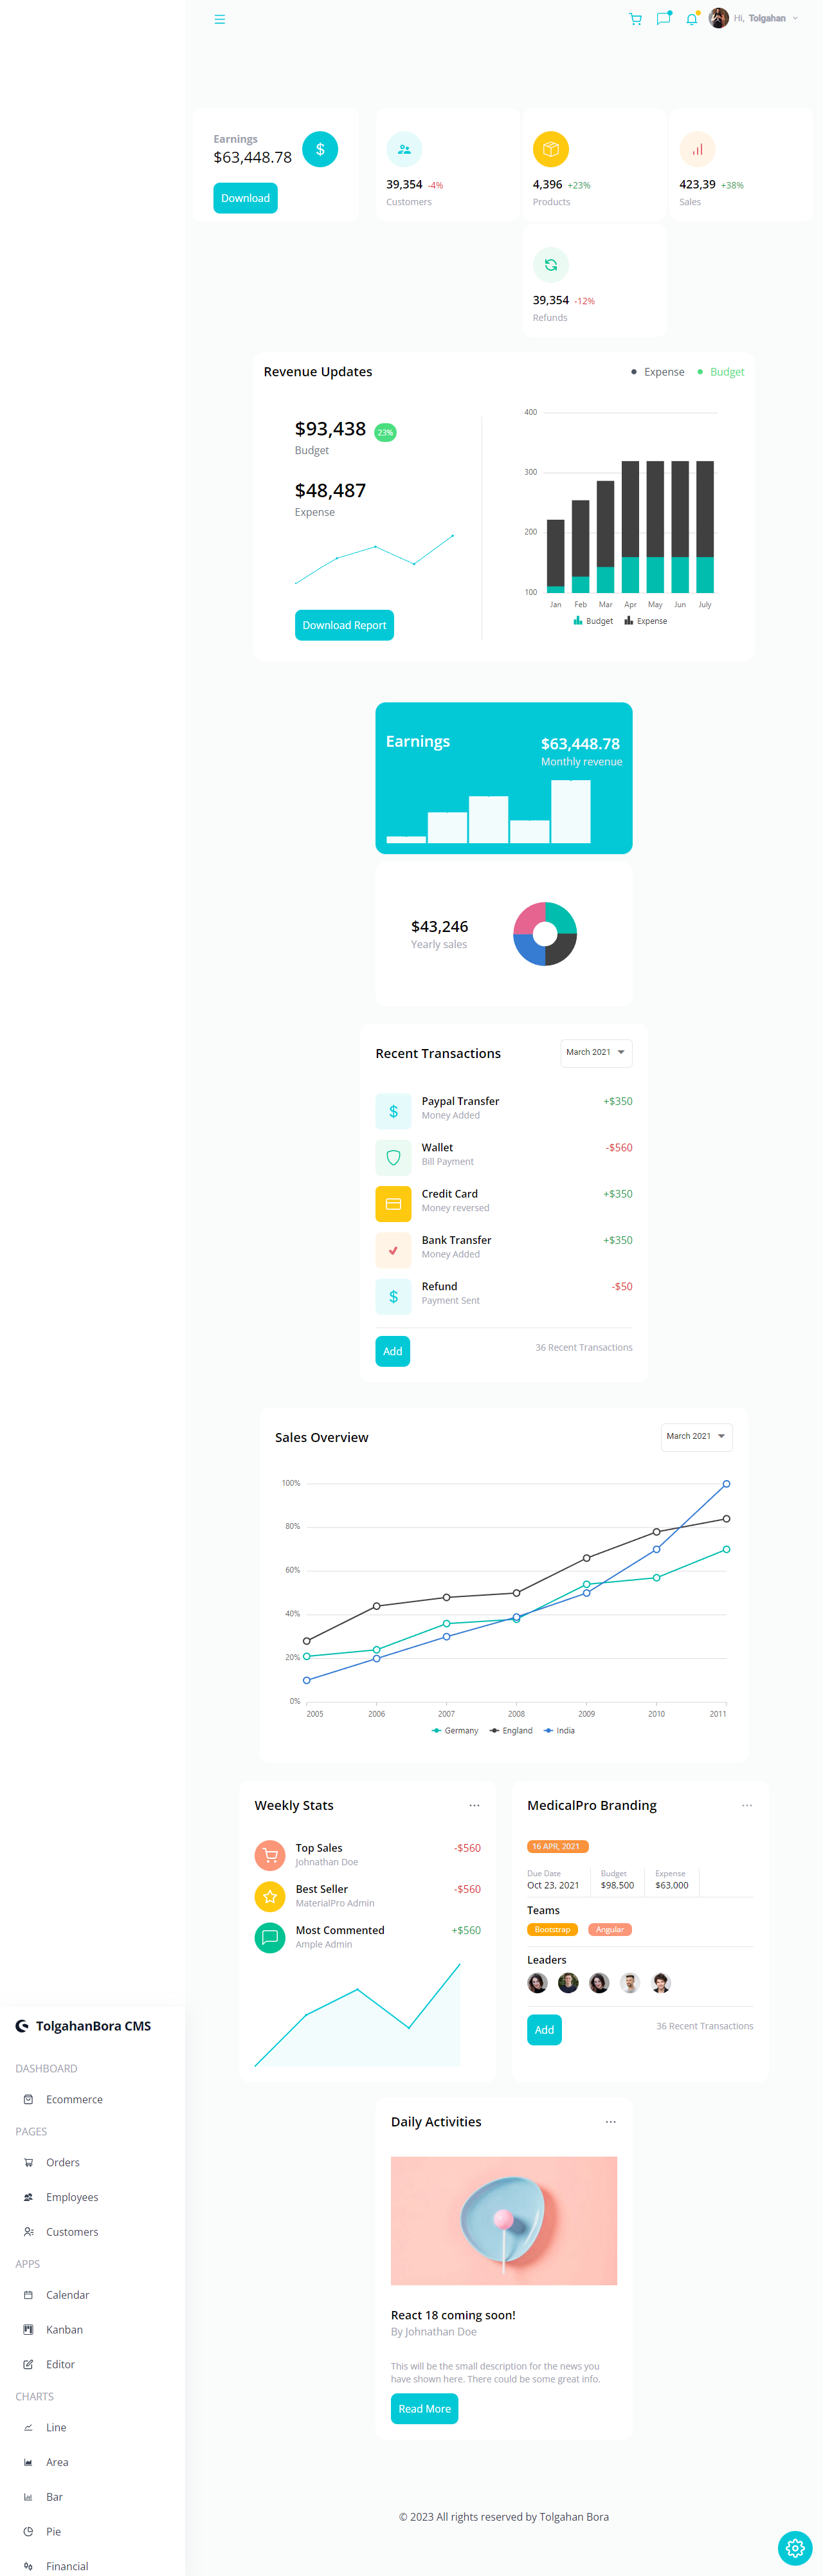 Hi, Tolgahan
Earnings
$63,448.78
Download
39,354 -4%
Customers
4,396 +23%
Products
423,39 +38%
Sales
39,354 -12%
Refunds
Revenue Updates
Expense
Budget
$93,438 23%
Budget
$48,487
Expense
Download Report
400
300
200
100
Jan Feb Mar Apr May Jun July
Budget Expense
Earnings
$63,448.78
Monthly revenue
$43,246
Yearly sales
Recent Transactions
March 2021
Paypal Transfer +$350
Money Added
Wallet -$560
Bill Payment
Credit Card +$350
Money reversed
Bank Transfer +$350
Money Added
Refund -$50
Payment Sent
Add
36 Recent Transactions
Sales Overview
March 2021
100%
80%
60%
40%
20%
0%
2005 2006 2007 2008 2009 2010 2011
Germany England India
Weekly Stats
Top Sales -$560
Johnathan Doe
Best Seller -$560
MaterialPro Admin
Most Commented +$560
Ample Admin
MedicalPro Branding
16 APR, 2021
Due Date Budget Expense
Oct 23, 2021 $98,500 $63,000
Teams
Bootstrap Angular
Leaders
Add
36 Recent Transactions
Daily Activities
React 18 coming soon!
By Johnathan Doe
This will be the small description for the news you
have shown here. There could be some great info.
Read More
© 2023 All rights reserved by Tolgahan Bora
TolgahanBora CMS
DASHBOARD
Ecommerce
PAGES
Orders
Employees
Customers
APPS
Calendar
Kanban
Editor
CHARTS
Line
Area
Bar
Pie
Financial